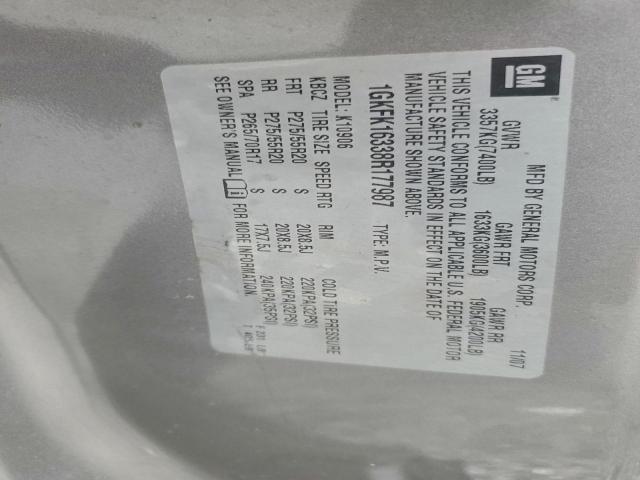 GM
MFD BY GENERAL MOTORS CORP. 11/07
GVWR GAWR FRT GAWR RR
3357KG(7400LB) 1633KG(3600LB) 1905KG(4200LB)
THIS VEHICLE CONFORMS TO ALL APPLICABLE U.S. FEDERAL MOTOR
VEHICLE SAFETY STANDARDS IN EFFECT ON THE DATE OF
MANUFACTURE SHOWN ABOVE.
1GKFK16338R177987 TYPE: M.P.V.
MODEL: K10906
KBCZ TIRE SIZE SPEED RTG RIM COLD TIRE PRESSURE
FRT P275/55R20 S 20X8.5J 220KPA(32PSI)
RR P275/55R20 S 20X8.5J 220KPA(32PSI)
SPA P265/70R17 S 17X7.5J 240KPA(35PSI)
SEE OWNER'S MANUAL FOR MORE INFORMATION.